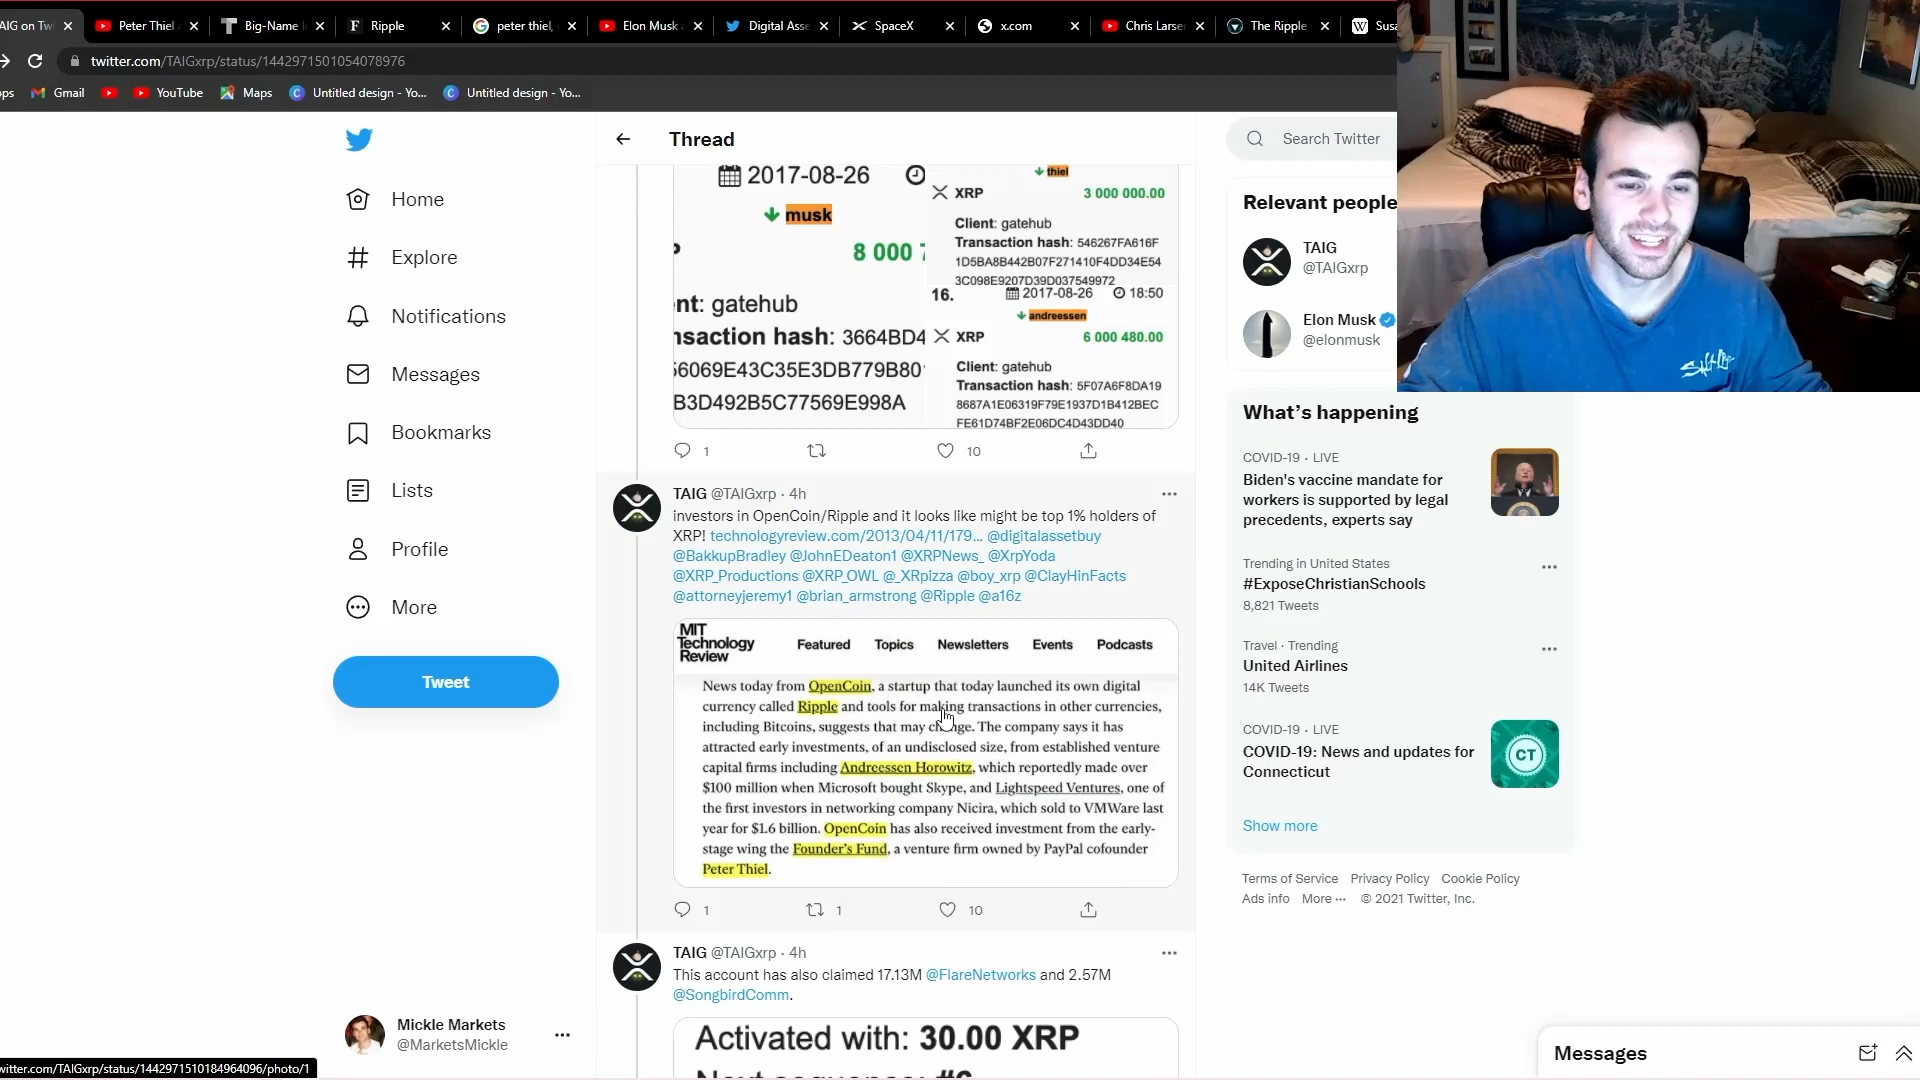 AIG on Tw
Peter Thiel
Big-Name
Ripple
peter thiel,
Elon Musk
Digital Asse
SpaceX
x.com
Chris Larse
The Ripple
twitter.com/TAIGxrp/status/1442971501054078976
Gmail
YouTube
Maps
Untitled design - Yo...
Untitled design - Yo...
Home
Explore
Notifications
Messages
Bookmarks
Lists
Profile
More
Tweet
Mickle Markets
@MarketsMickle
witter.com/TAIGxrp/status/1442971510184964096/photo/1
Thread
2017-08-26
musk
8 000 7
nt: gatehub
nsaction hash: 3664BD4
56069E43C35E3DB779B80
B3D492B5C77569E998A
thiel
XRP 3 000 000.00
Client: gatehub
Transaction hash: 546267FA616F
1D5BA8B442B07F271410F4DD34E54
3C098E9207D39D037549972
16. 2017-08-26 18:50
andreessen
XRP 6 000 480.00
Client: gatehub
Transaction hash: 5F07A6F8DA19
8687A1E06319F79E1937D1B412BEC
FE61D74BF2E06DC4D43DD40
1 10
TAIG @TAIGxrp · 4h
investors in OpenCoin/Ripple and it looks like might be top 1% holders of
XRP! technologyreview.com/2013/04/11/179... @digitalassetbuy
@BakkupBradley @JohnEDeaton1 @XRPNews_ @XrpYoda
@XRP_Productions @XRP_OWL @_XRpizza @boy_xrp @ClayHinFacts
@attorneyjeremy1 @brian_armstrong @Ripple @a16z
MIT
Technology
Review
Featured Topics Newsletters Events Podcasts
News today from OpenCoin, a startup that today launched its own digital
currency called Ripple and tools for making transactions in other currencies,
including Bitcoins, suggests that may change. The company says it has
attracted early investments, of an undisclosed size, from established venture
capital firms including Andreessen Horowitz, which reportedly made over
$100 million when Microsoft bought Skype, and Lightspeed Ventures, one of
the first investors in networking company Nicira, which sold to VMWare last
year for $1.6 billion. OpenCoin has also received investment from the early-
stage wing the Founder's Fund, a venture firm owned by PayPal cofounder
Peter Thiel.
1 1 10
TAIG @TAIGxrp · 4h
This account has also claimed 17.13M @FlareNetworks and 2.57M
@SongbirdComm.
Activated with: 30.00 XRP
Search Twitter
Relevant people
TAIG
@TAIGxrp
Elon Musk
@elonmusk
What's happening
COVID-19 · LIVE
Biden's vaccine mandate for
workers is supported by legal
precedents, experts say
Trending in United States
#ExposeChristianSchools
8,821 Tweets
Travel · Trending
United Airlines
14K Tweets
COVID-19 · LIVE
COVID-19: News and updates for
Connecticut
CT
Show more
Terms of Service Privacy Policy Cookie Policy
Ads info More ··· © 2021 Twitter, Inc.
Messages